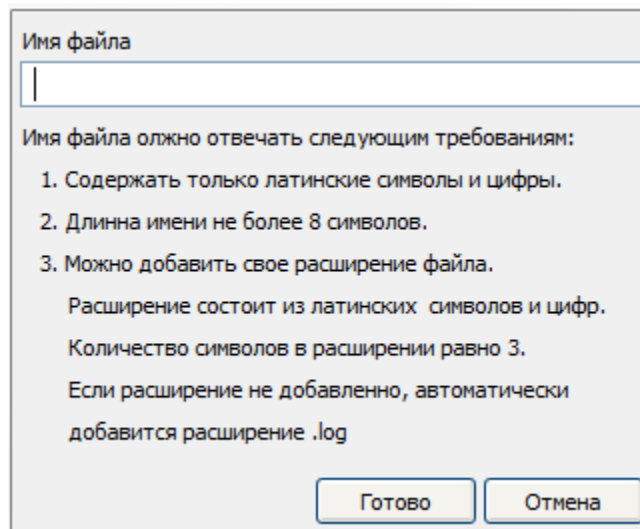 Имя файла
Имя файла олжно отвечать следующим требованиям:
1. Содержать только латинские символы и цифры.
2. Длинна имени не более 8 символов.
3. Можно добавить свое расширение файла.
Расширение состоит из латинских символов и цифр.
Количество символов в расширении равно 3.
Если расширение не добавленно, автоматически
добавится расширение .log
Готово Отмена